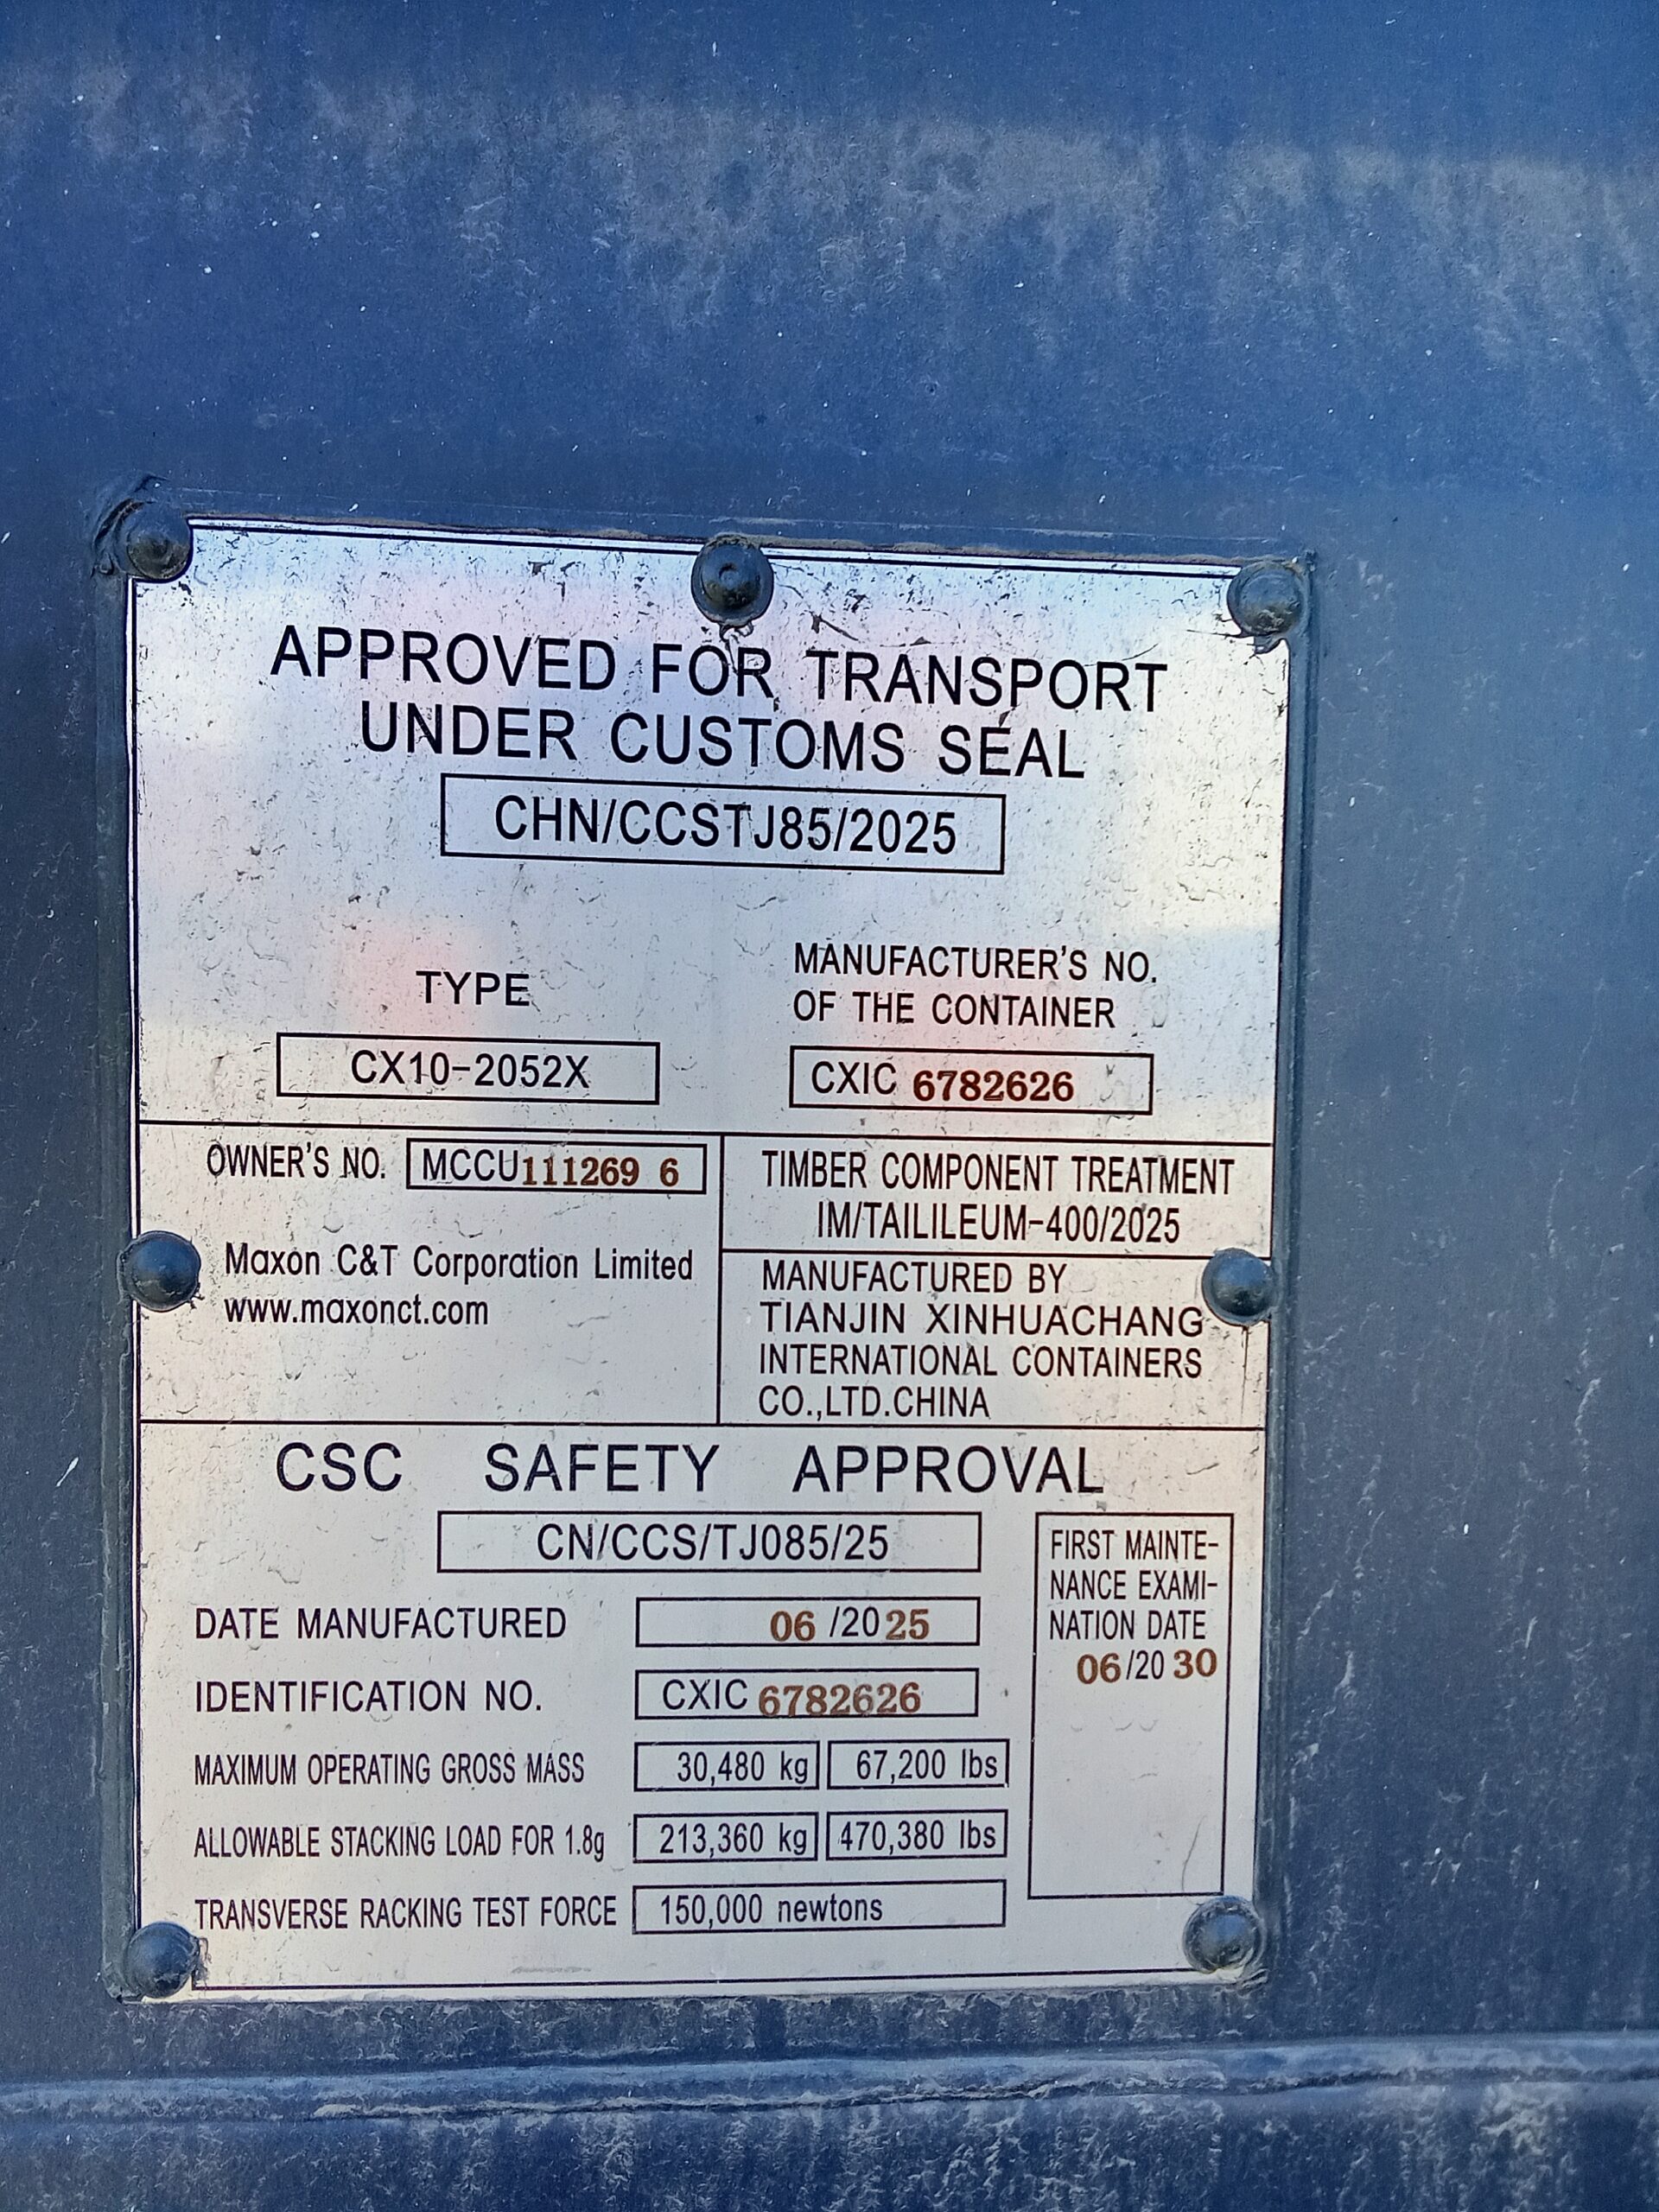 APPROVED FOR TRANSPORT
UNDER CUSTOMS SEAL
CHN/CCSTJ85/2025
TYPE
CX10-2052X
MANUFACTURER'S NO.
OF THE CONTAINER
CXIC 6782626
OWNER'S NO. MCCU111269 6
Maxon C&T Corporation Limited
www.maxonct.com
TIMBER COMPONENT TREATMENT
IM/TAILILEUM-400/2025
MANUFACTURED BY
TIANJIN XINHUACHANG
INTERNATIONAL CONTAINERS
CO.,LTD.CHINA
CSC SAFETY APPROVAL
CN/CCS/TJ085/25
DATE MANUFACTURED 06 /2025
IDENTIFICATION NO. CXIC 6782626
MAXIMUM OPERATING GROSS MASS 30,480 kg 67,200 lbs
ALLOWABLE STACKING LOAD FOR 1.8g 213,360 kg 470,380 lbs
TRANSVERSE RACKING TEST FORCE 150,000 newtons
FIRST MAINTE-
NANCE EXAMI-
NATION DATE
06/20 30